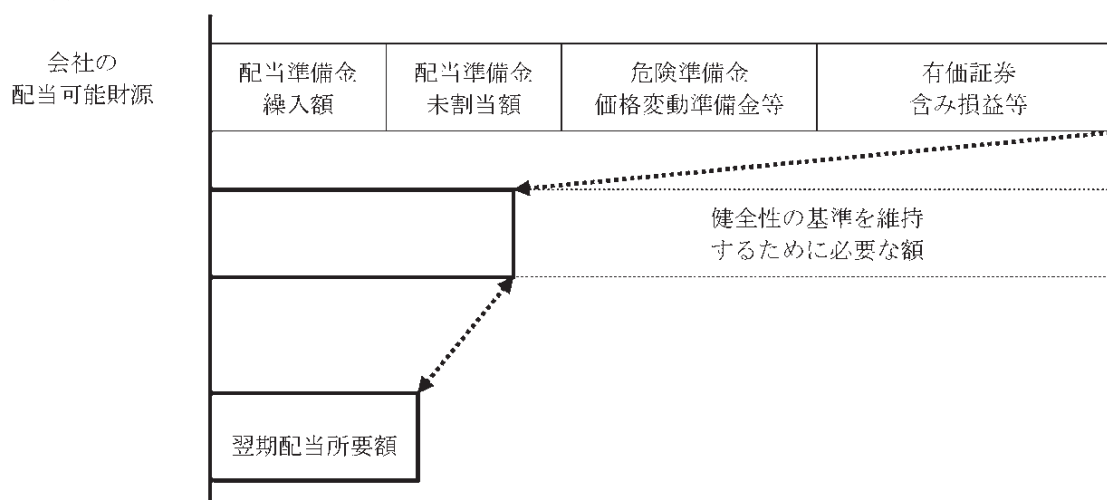 会社の
配当可能財源
配当準備金
繰入額
配当準備金
未割当額
危険準備金
価格変動準備金等
有価証券
含み損益等
健全性の基準を維持
するために必要な額
翌期配当所要額